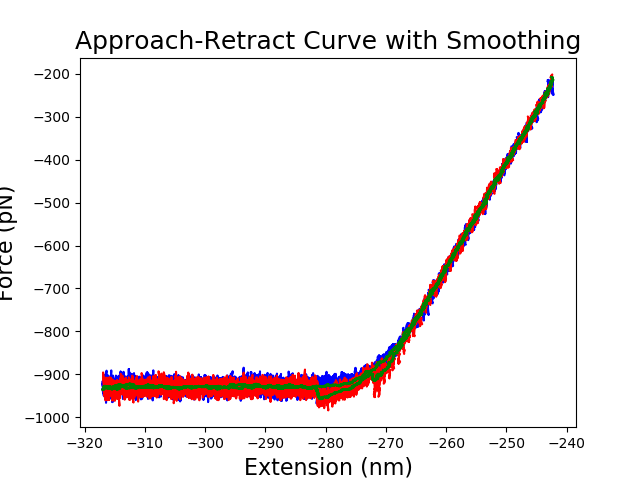 Approach-Retract Curve with Smoothing
Force (pN)
−200
−300
−400
−500
−600
−700
−800
−900
−1000
−320 −310 −300 −290 −280 −270 −260 −250 −240
Extension (nm)